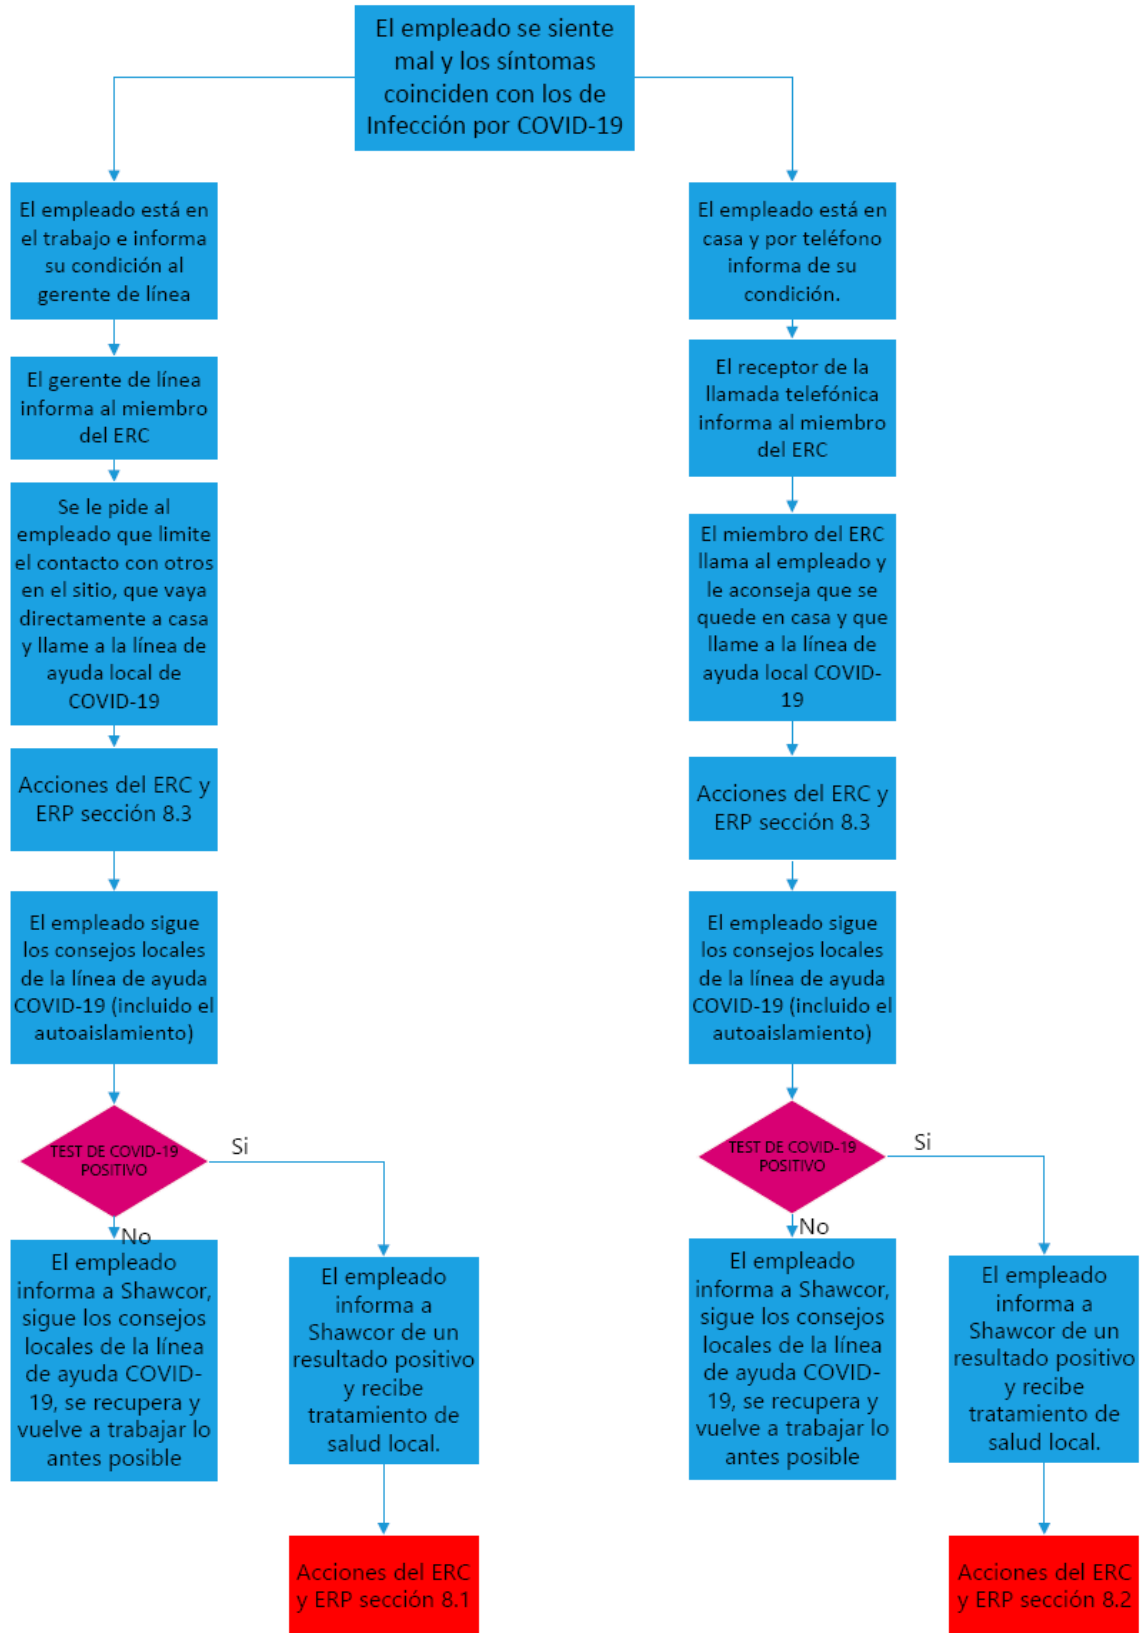 El empleado se siente
mal y los síntomas
coinciden con los de
Infección por COVID-19
El empleado está en
el trabajo e informa
su condición al
gerente de línea
El gerente de línea
informa al miembro
del ERC
Se le pide al
empleado que limite
el contacto con otros
en el sitio, que vaya
directamente a casa
y llame a la línea de
ayuda local de
COVID-19
Acciones del ERC y
ERP sección 8.3
El empleado sigue
los consejos locales
de la línea de ayuda
COVID-19 (incluido el
autoaislamiento)
TEST DE COVID-19
POSITIVO
Si
No
El empleado
informa a Shawcor,
sigue los consejos
locales de la línea
de ayuda COVID-
19, se recupera y
vuelve a trabajar lo
antes posible
El empleado
informa a
Shawcor de un
resultado positivo
y recibe
tratamiento de
salud local.
Acciones del ERC
y ERP sección 8.1
El empleado está en
casa y por teléfono
informa de su
condición.
El receptor de la
llamada telefónica
informa al miembro
del ERC
El miembro del ERC
llama al empleado y
le aconseja que se
quede en casa y que
llame a la línea de
ayuda local COVID-
19
Acciones del ERC y
ERP sección 8.3
El empleado sigue
los consejos locales
de la línea de ayuda
COVID-19 (incluido el
autoaislamiento)
TEST DE COVID-19
POSITIVO
Si
No
El empleado
informa a Shawcor,
sigue los consejos
locales de la línea
de ayuda COVID-
19, se recupera y
vuelve a trabajar lo
antes posible
El empleado
informa a
Shawcor de un
resultado positivo
y recibe
tratamiento de
salud local.
Acciones del ERC
y ERP sección 8.2